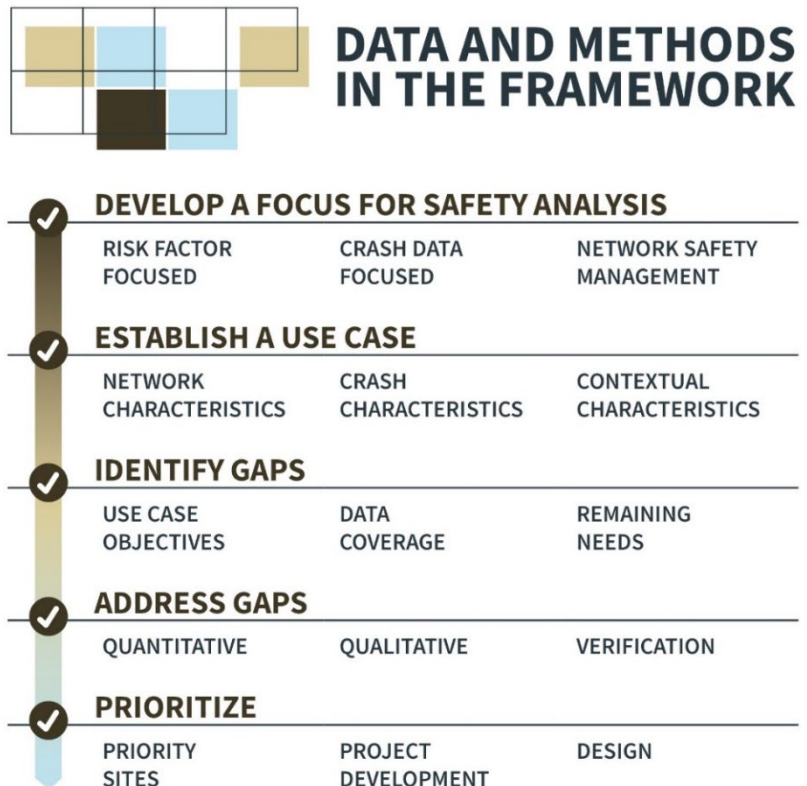 DATA AND METHODS
IN THE FRAMEWORK
DEVELOP A FOCUS FOR SAFETY ANALYSIS
RISK FACTOR
FOCUSED
CRASH DATA
FOCUSED
NETWORK SAFETY
MANAGEMENT
ESTABLISH A USE CASE
NETWORK
CHARACTERISTICS
CRASH
CHARACTERISTICS
CONTEXTUAL
CHARACTERISTICS
IDENTIFY GAPS
USE CASE
OBJECTIVES
DATA
COVERAGE
REMAINING
NEEDS
ADDRESS GAPS
QUANTITATIVE
QUALITATIVE
VERIFICATION
PRIORITIZE
PRIORITY
SITES
PROJECT
DEVELOPMENT
DESIGN